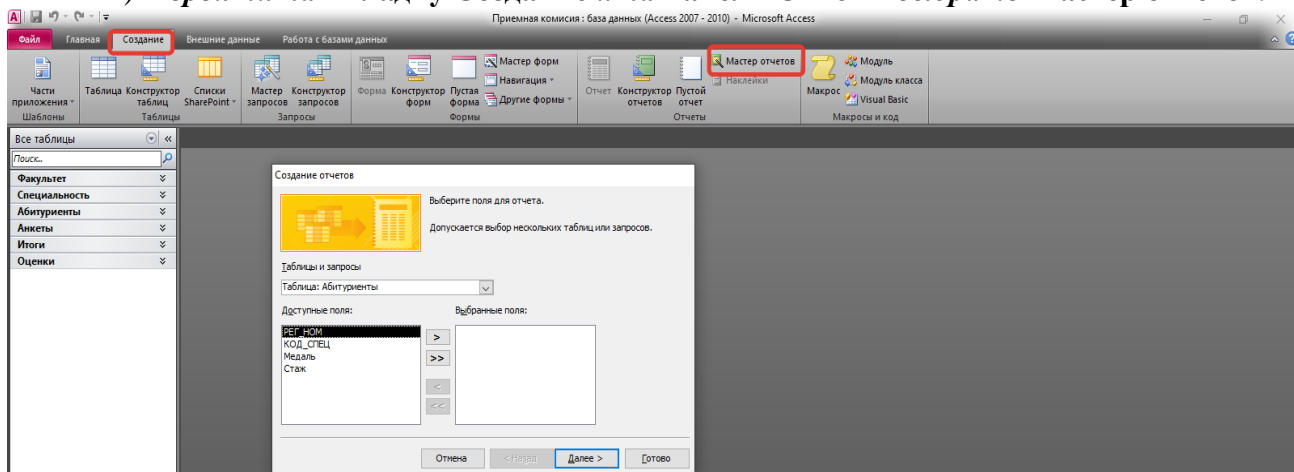 Приемная комисия : база данных (Access 2007 - 2010) - Microsoft Access
Файл Главная Создание Внешние данные Работа с базами данных
Части приложения
Таблица
Конструктор таблиц
Списки SharePoint
Мастер запросов
Конструктор запросов
Форма
Конструктор форм
Пустая форма
Мастер форм
Навигация
Другие формы
Отчет
Конструктор отчетов
Пустой отчет
Мастер отчетов
Наклейки
Макрос
Модуль
Модуль класса
Visual Basic
Шаблоны Таблицы Запросы Формы Отчеты Макросы и код
Все таблицы
Поиск...
Факультет
Специальность
Абитуриенты
Анкеты
Итоги
Оценки
Создание отчетов
Выберите поля для отчета.
Допускается выбор нескольких таблиц или запросов.
Таблицы и запросы
Таблица: Абитуриенты
Доступные поля: Выбранные поля:
РЕГ_НОМ
КОД_СПЕЦ
Медаль
Стаж
>
>>
<
<<
Отмена < Назад Далее > Готово